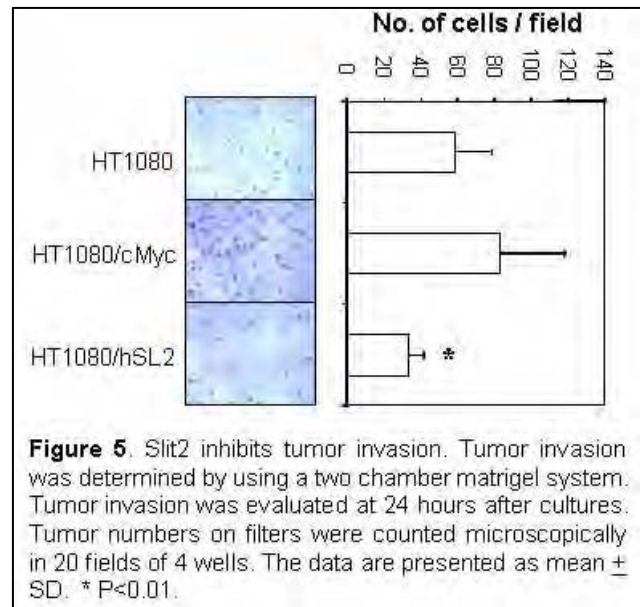 No. of cells / field
0 20 40 60 80 100 120 140
HT1080
HT1080/cMyc
HT1080/hSL2
*
Figure 5. Slit2 inhibits tumor invasion. Tumor invasion
was determined by using a two chamber matrigel system.
Tumor invasion was evaluated at 24 hours after cultures.
Tumor numbers on filters were counted microscopically
in 20 fields of 4 wells. The data are presented as mean ±
SD. * P<0.01.